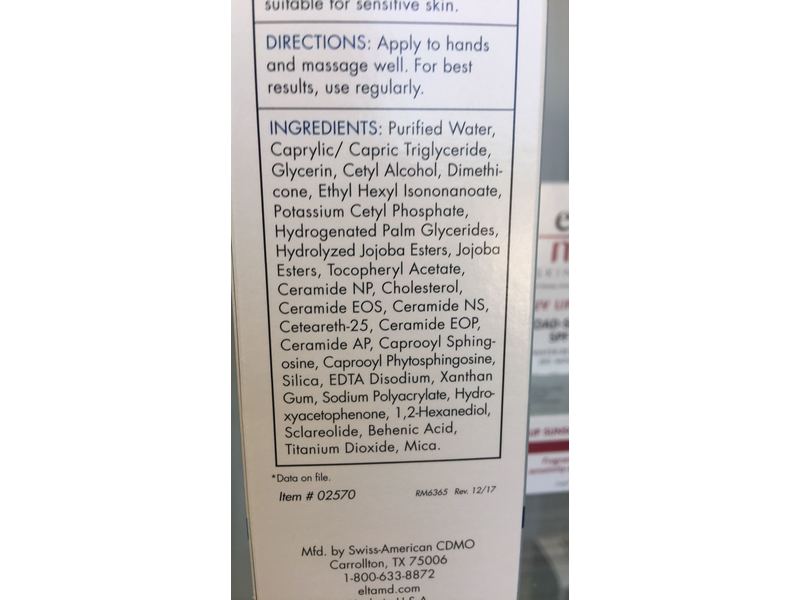 suitable for sensitive skin.
DIRECTIONS: Apply to hands
and massage well. For best
results, use regularly.
INGREDIENTS: Purified Water,
Caprylic/ Capric Triglyceride,
Glycerin, Cetyl Alcohol, Dimethi-
cone, Ethyl Hexyl Isononanoate,
Potassium Cetyl Phosphate,
Hydrogenated Palm Glycerides,
Hydrolyzed Jojoba Esters, Jojoba
Esters, Tocopheryl Acetate,
Ceramide NP, Cholesterol,
Ceramide EOS, Ceramide NS,
Ceteareth-25, Ceramide EOP,
Ceramide AP, Caprooyl Sphing-
osine, Caprooyl Phytosphingosine,
Silica, EDTA Disodium, Xanthan
Gum, Sodium Polyacrylate, Hydro-
xyacetophenone, 1,2-Hexanediol,
Sclareolide, Behenic Acid,
Titanium Dioxide, Mica.
*Data on file.
Item # 02570 RM6365 Rev. 12/17
Mfd. by Swiss-American CDMO
Carrollton, TX 75006
1-800-633-8872
eltamd.com
U.S.A.